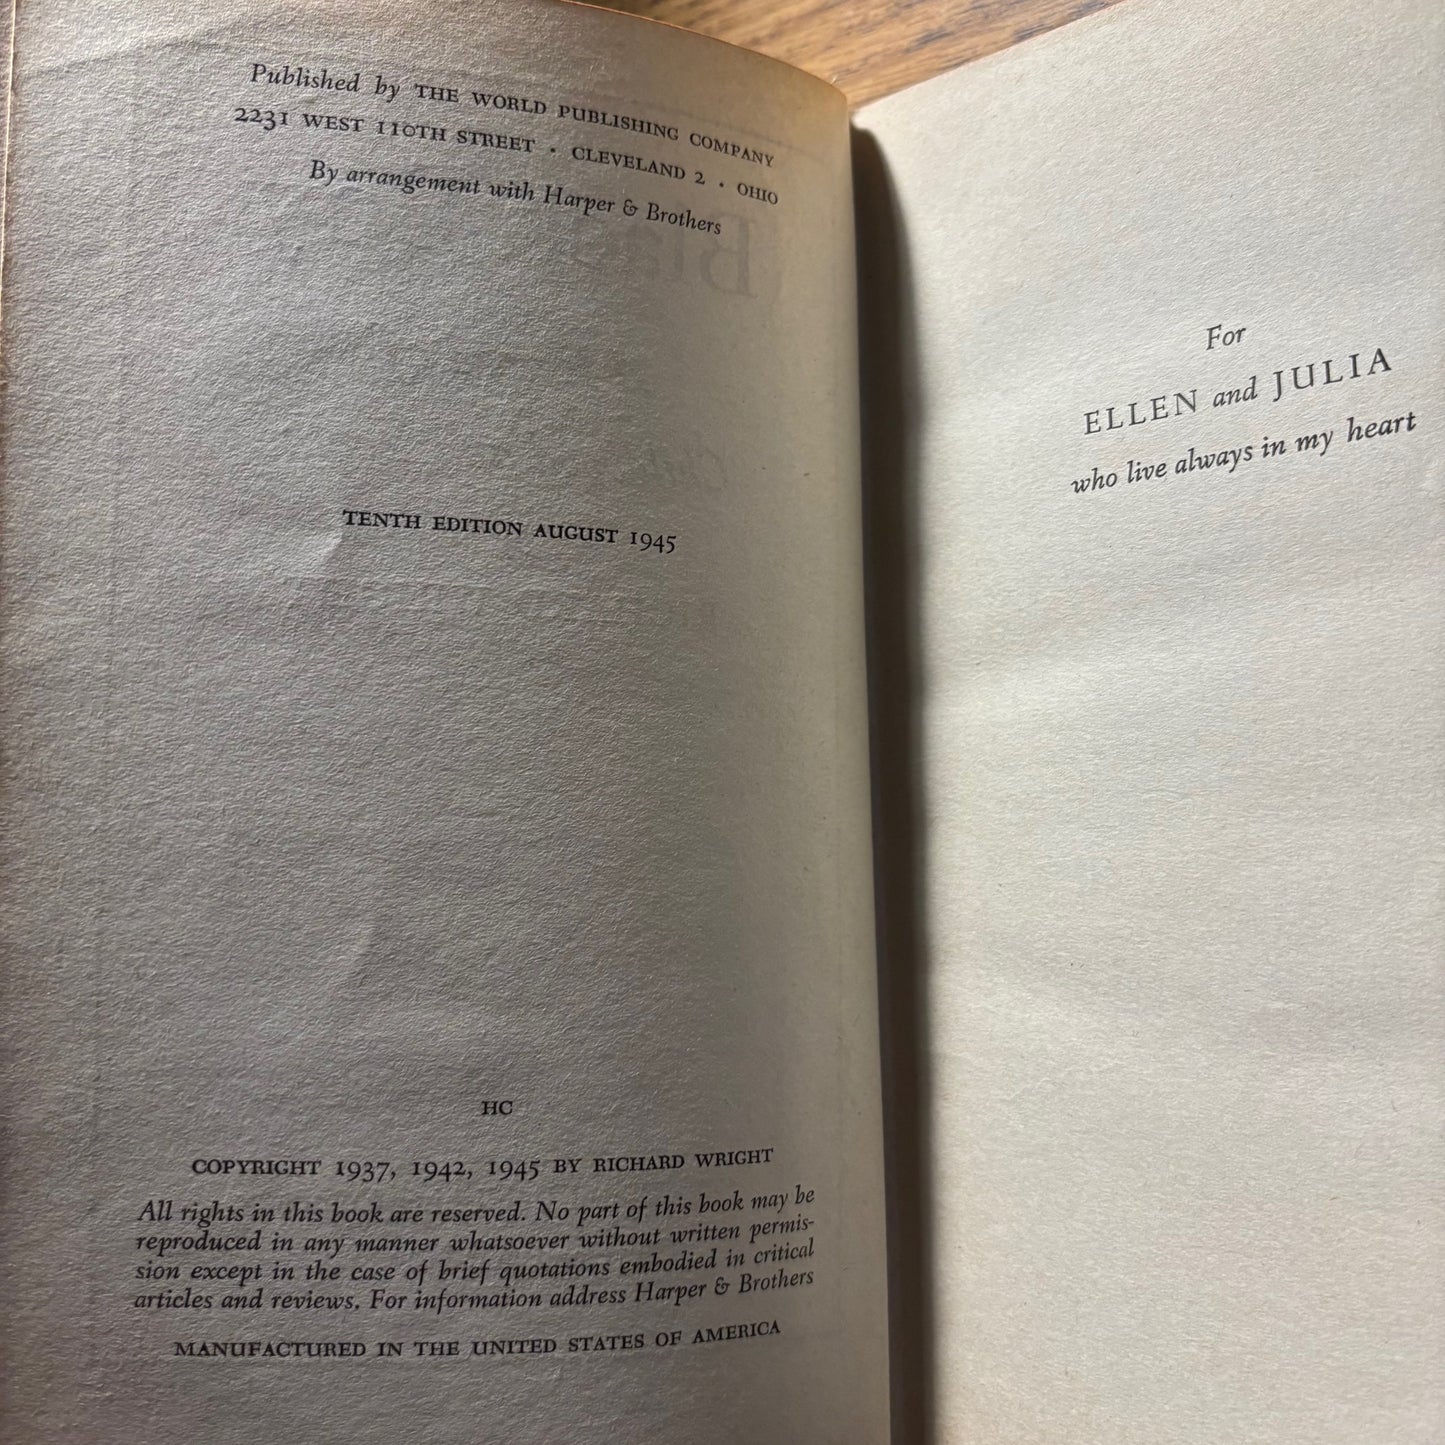 Published by THE WORLD PUBLISHING COMPANY
2231 WEST 110TH STREET · CLEVELAND 2 · OHIO
By arrangement with Harper & Brothers
TENTH EDITION AUGUST 1945
HC
COPYRIGHT 1937, 1942, 1945 BY RICHARD WRIGHT
All rights in this book are reserved. No part of this book may be
reproduced in any manner whatsoever without written permis-
sion except in the case of brief quotations embodied in critical
articles and reviews. For information address Harper & Brothers
MANUFACTURED IN THE UNITED STATES OF AMERICA
For
ELLEN and JULIA
who live always in my heart